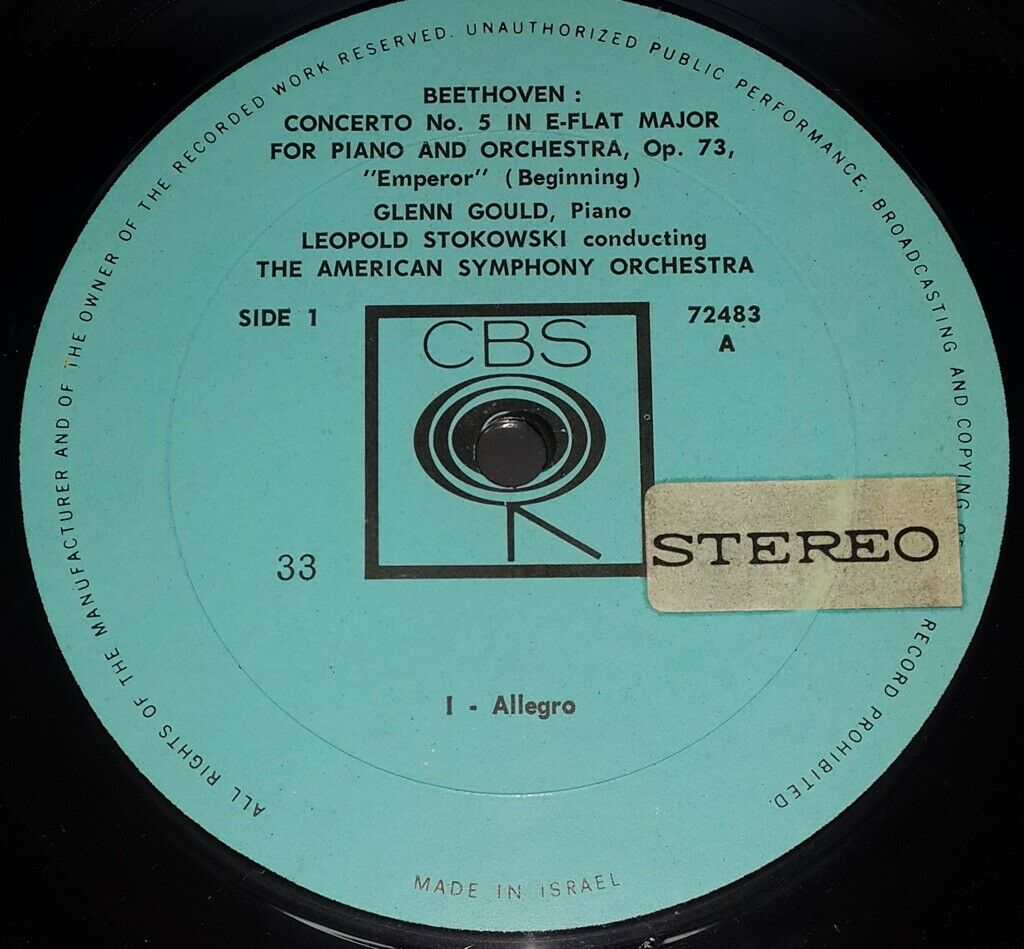 ALL RIGHTS OF THE MANUFACTURER AND OF THE OWNER OF THE RECORDED WORK RESERVED. UNAUTHORIZED PUBLIC PERFORMANCE, BROADCASTING AND COPYING RECORD PROHIBITED.
BEETHOVEN :
CONCERTO No. 5 IN E-FLAT MAJOR
FOR PIANO AND ORCHESTRA, Op. 73,
"Emperor" (Beginning)
GLENN GOULD, Piano
LEOPOLD STOKOWSKI conducting
THE AMERICAN SYMPHONY ORCHESTRA
SIDE 1
72483
A
CBS
STEREO
33
I - Allegro
MADE IN ISRAEL